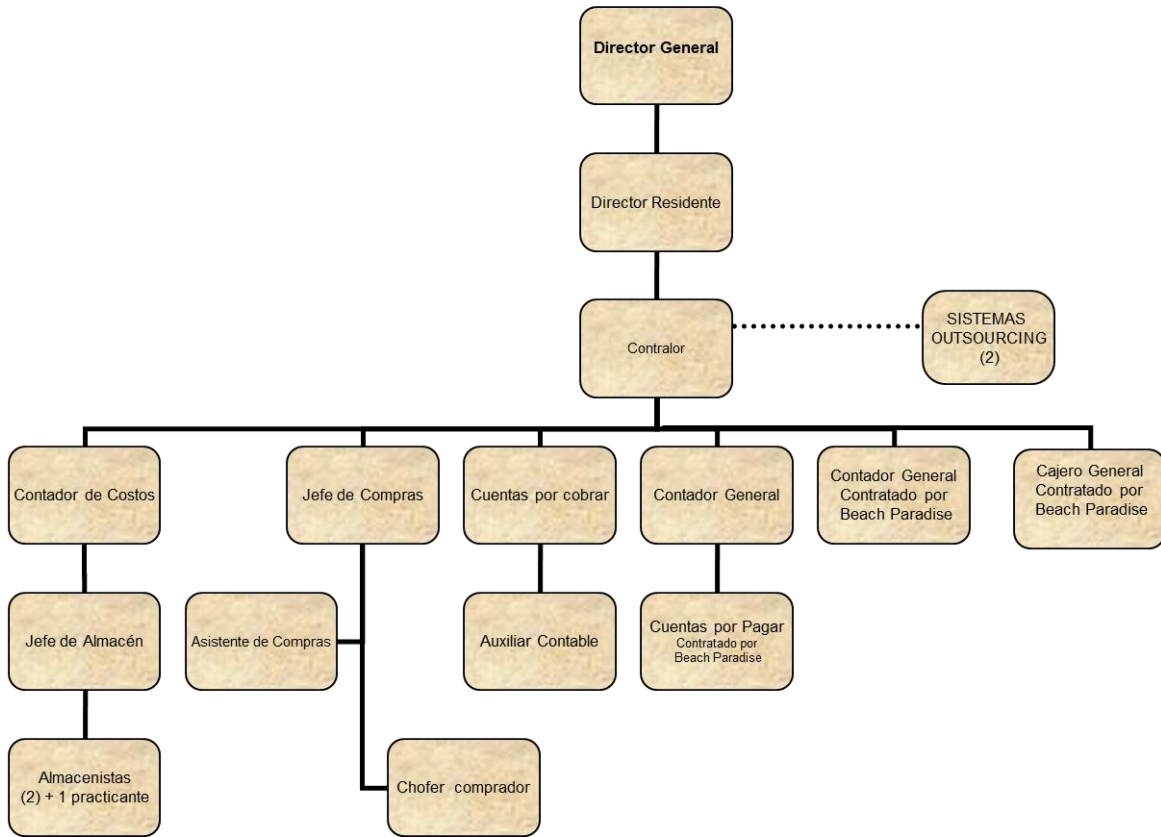 Director General
Director Residente
Contralor
SISTEMAS
OUTSOURCING
(2)
Contador de Costos
Jefe de Compras
Cuentas por cobrar
Contador General
Contador General
Contratado por
Beach Paradise
Cajero General
Contratado por
Beach Paradise
Jefe de Almacén
Asistente de Compras
Auxiliar Contable
Cuentas por Pagar
Contratado por
Beach Paradise
Almacenistas
(2) + 1 practicante
Chofer comprador